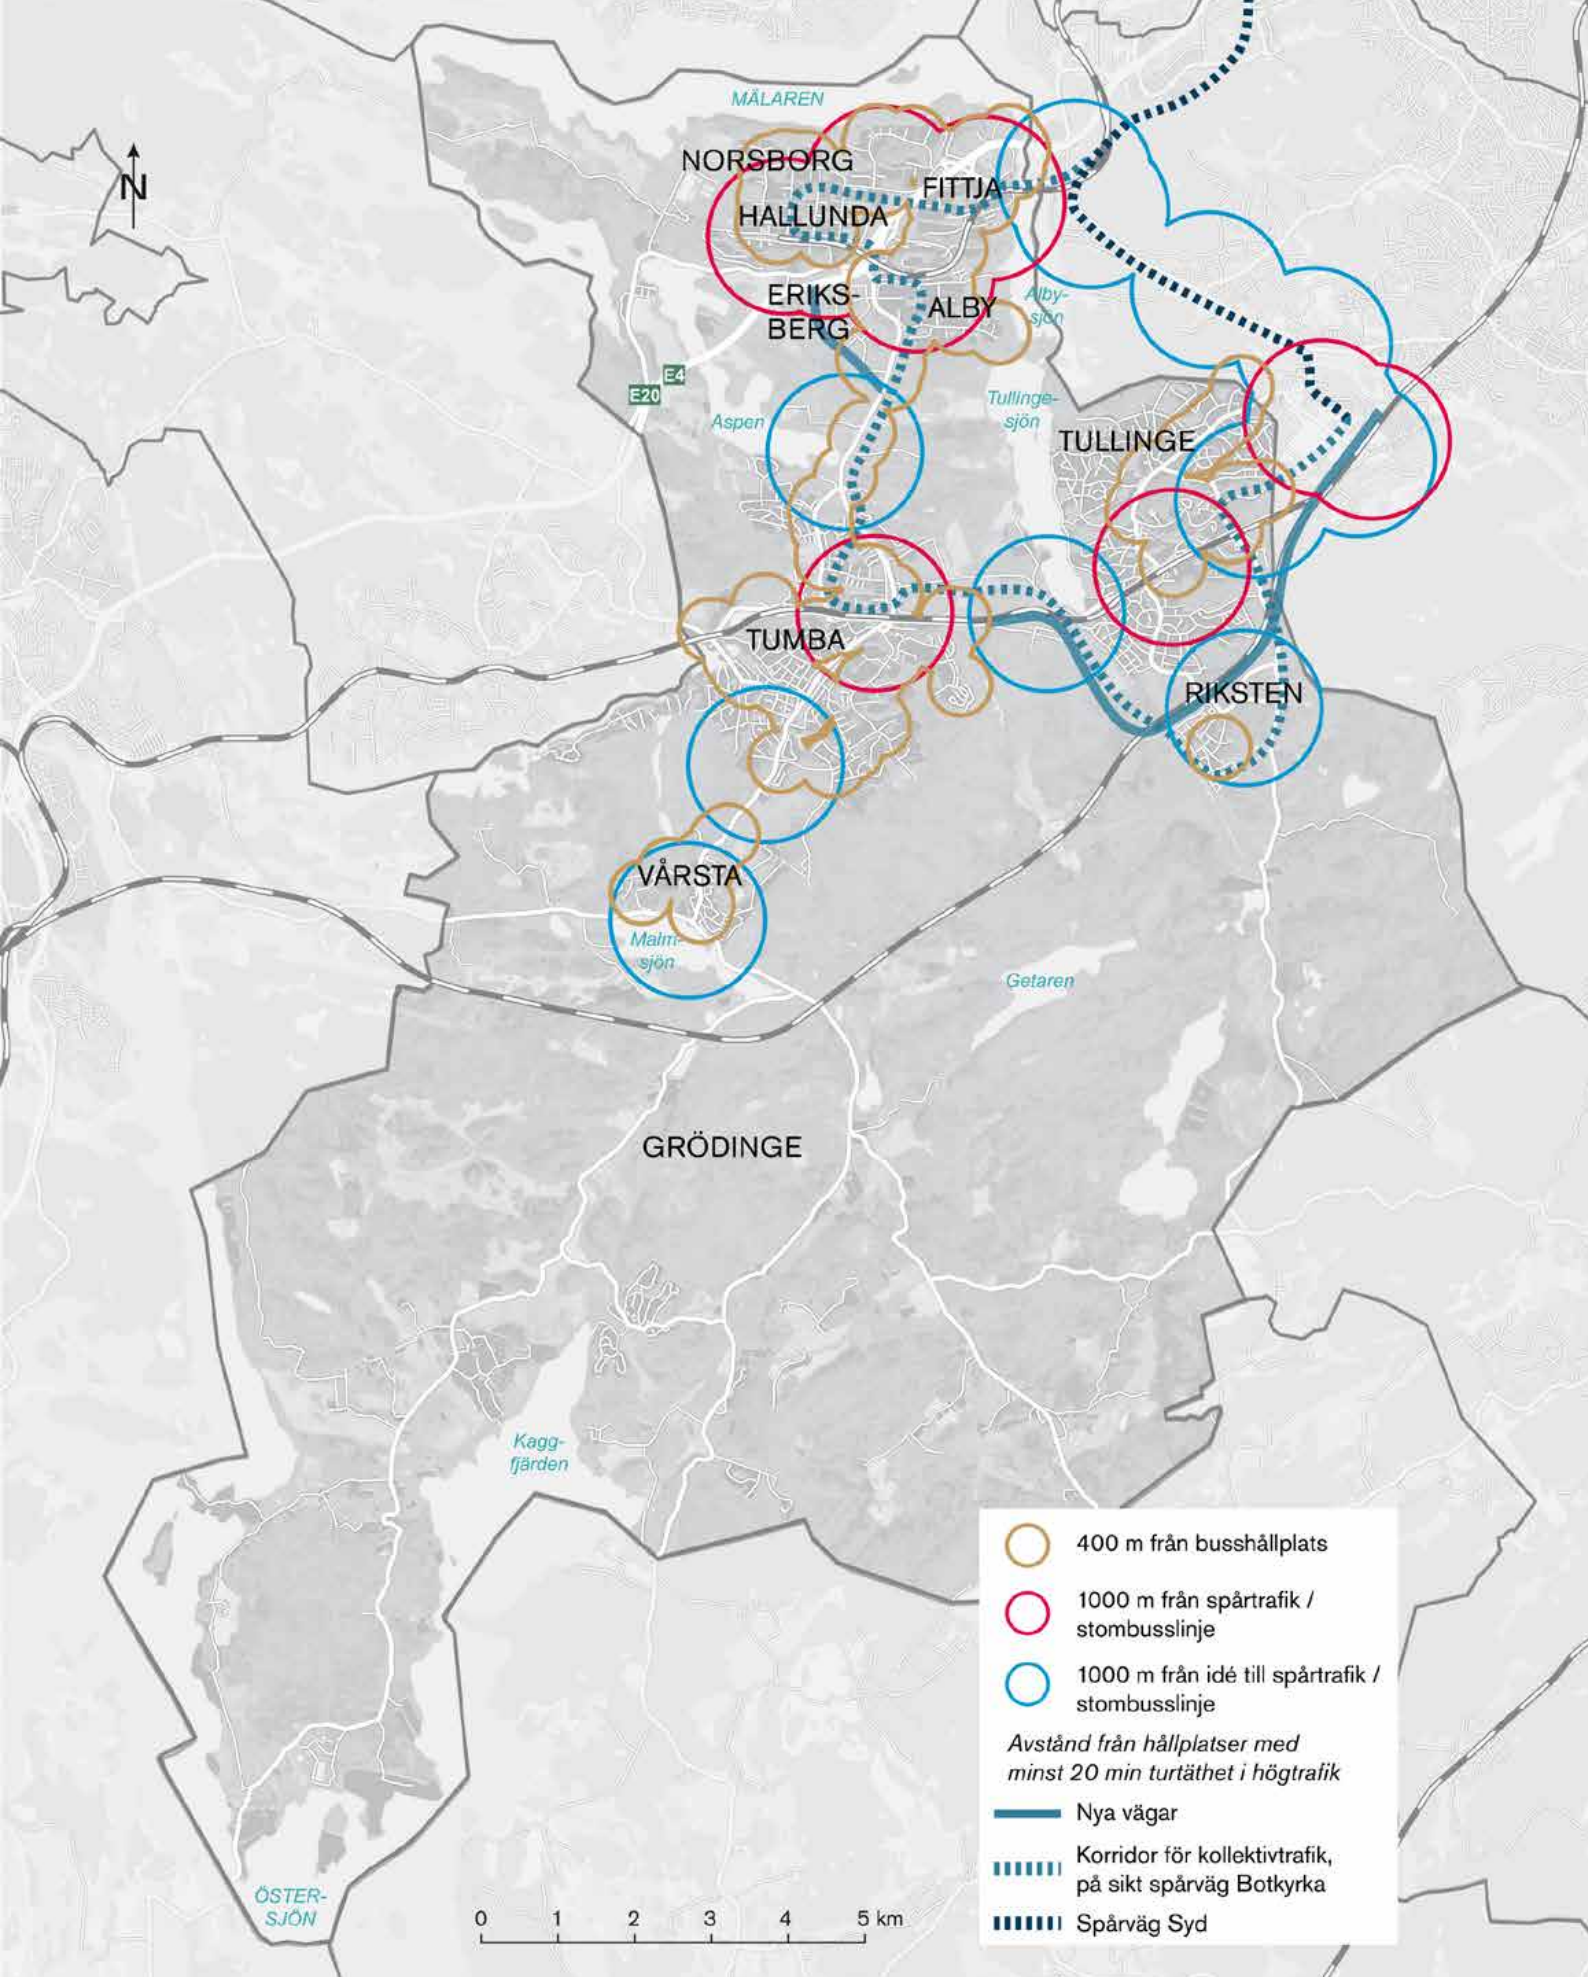 MÄLAREN
N
NORSBORG
FITTJA
HALLUNDA
ERIKS-
BERG
ALBY
Alby-
sjön
E4
E20
Aspen
Tullinge-
sjön
TULLINGE
TUMBA
RIKSTEN
VÅRSTA
Malm-
sjön
Getaren
GRÖDINGE
Kagg-
fjärden
ÖSTER-
SJÖN
0 1 2 3 4 5 km
400 m från busshållplats
1000 m från spårtrafik /
stombusslinje
1000 m från idé till spårtrafik /
stombusslinje
Avstånd från hållplatser med
minst 20 min turtäthet i högtrafik
Nya vägar
Korridor för kollektivtrafik,
på sikt spårväg Botkyrka
Spårväg Syd